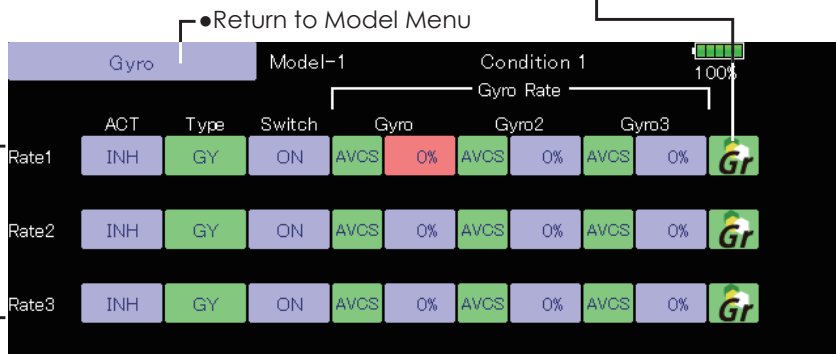 ●Return to Model Menu
Gyro Model-1 Condition 1 100%
Gyro Rate
ACT Type Switch Gyro Gyro2 Gyro3
Rate1 INH GY ON AVCS 0% AVCS 0% AVCS 0% Gr
Rate2 INH GY ON AVCS 0% AVCS 0% AVCS 0% Gr
Rate3 INH GY ON AVCS 0% AVCS 0% AVCS 0% Gr